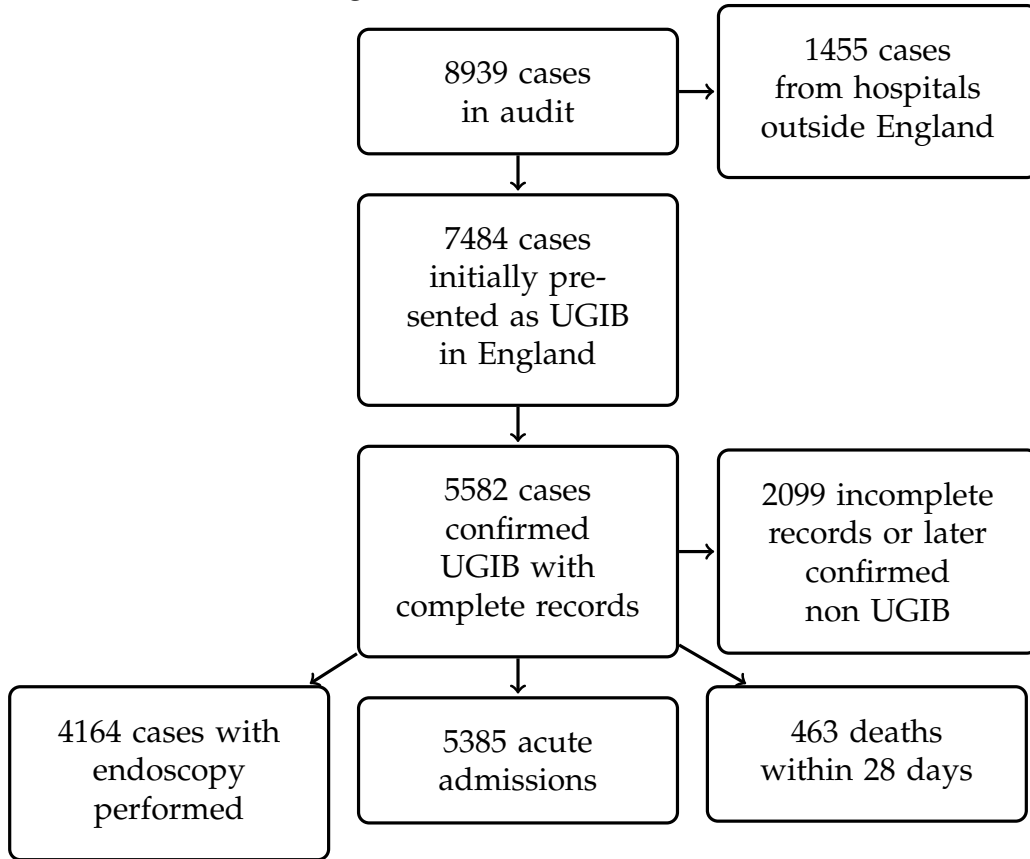 8939 cases
in audit
1455 cases
from hospitals
outside England
7484 cases
initially pre-
sented as UGIB
in England
5582 cases
confirmed
UGIB with
complete records
2099 incomplete
records or later
confirmed
non UGIB
4164 cases with
endoscopy
performed
5385 acute
admissions
463 deaths
within 28 days